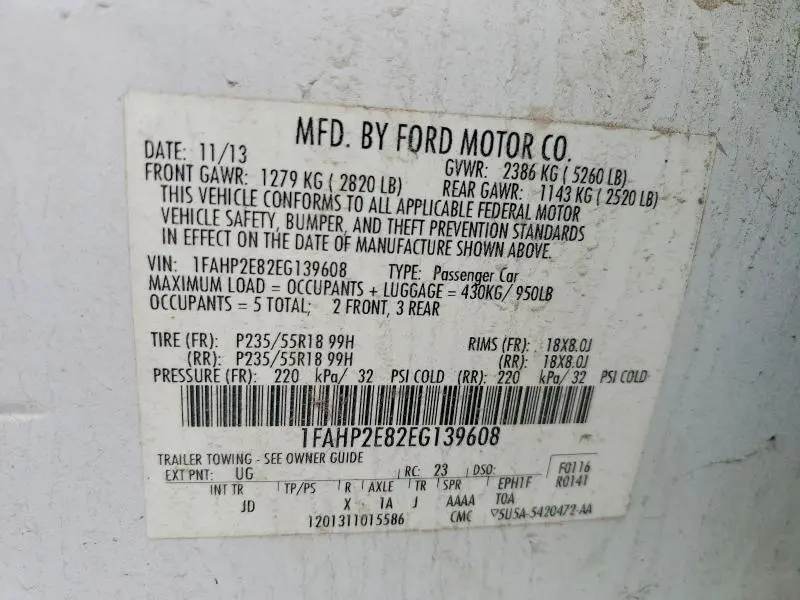 MFD. BY FORD MOTOR CO.
DATE: 11/13 GVWR: 2386 KG ( 5260 LB)
FRONT GAWR: 1279 KG ( 2820 LB) REAR GAWR: 1143 KG ( 2520 LB)
THIS VEHICLE CONFORMS TO ALL APPLICABLE FEDERAL MOTOR
VEHICLE SAFETY, BUMPER, AND THEFT PREVENTION STANDARDS
IN EFFECT ON THE DATE OF MANUFACTURE SHOWN ABOVE.
VIN: 1FAHP2E82EG139608 TYPE: Passenger Car
MAXIMUM LOAD = OCCUPANTS + LUGGAGE = 430KG/ 950LB
OCCUPANTS = 5 TOTAL; 2 FRONT, 3 REAR
TIRE (FR): P235/55R18 99H RIMS (FR): 18X8.0J
(RR): P235/55R18 99H (RR): 18X8.0J
PRESSURE (FR): 220 kPa/ 32 PSI COLD (RR): 220 kPa/ 32 PSI COLD
1FAHP2E82EG139608
TRAILER TOWING - SEE OWNER GUIDE
EXT PNT: UG RC: 23 DSO: F0116
R0141
INT TR TP/PS R AXLE TR SPR EPH1F
JD X 1A J AAAA TOA
1201311015586 CMC 5U5A-5420472-AA